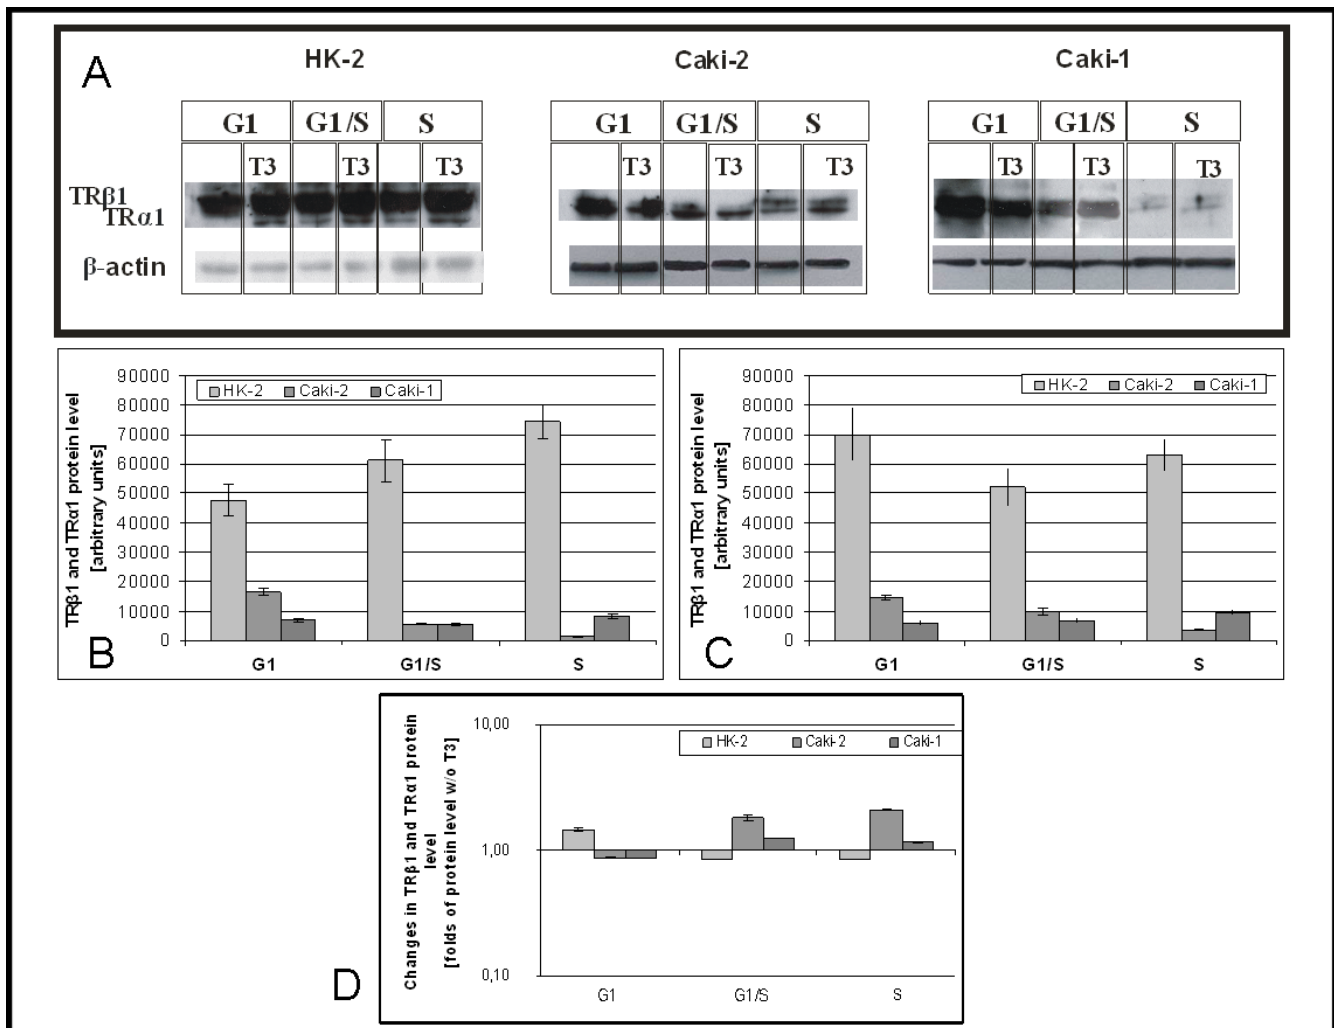 A
HK-2 Caki-2 Caki-1
G1 G1/S S G1 G1/S S G1 G1/S S
T3 T3 T3 T3 T3 T3 T3 T3 T3
TRβ1
TRα1
β-actin
TRβ1 and TRα1 protein level
[arbitrary units]
90000
80000
70000
60000
50000
40000
30000
20000
10000
0
HK-2 Caki-2 Caki-1
G1 G1/S S
B
TRβ1 and TRα1 protein level
[arbitrary units]
90000
80000
70000
60000
50000
40000
30000
20000
10000
0
HK-2 Caki-2 Caki-1
G1 G1/S S
C
Changes in TRβ1 and TRα1 protein
level
[folds of protein level w/o T3]
10,00
1,00
0,10
HK-2 Caki-2 Caki-1
G1 G1/S S
D